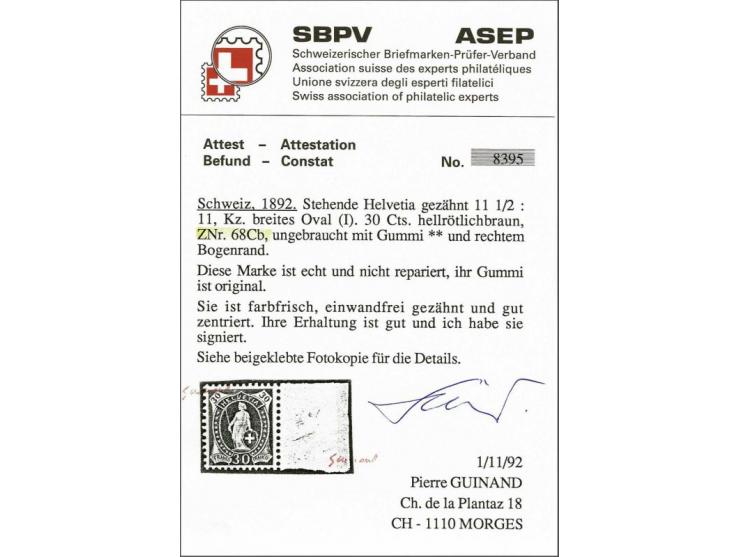 SBPV ASEP
Schweizerischer Briefmarken-Prüfer-Verband
Association suisse des experts philatéliques
Unione svizzera degli esperti filatelici
Swiss association of philatelic experts
Attest – Attestation
Befund – Constat
No. 8395
Schweiz, 1892. Stehende Helvetia gezähnt 11 1/2 :
11, Kz. breites Oval (I). 30 Cts. hellrötlichbraun,
ZNr. 68Cb, ungebraucht mit Gummi ** und rechtem
Bogenrand.
Diese Marke ist echt und nicht repariert, ihr Gummi
ist original.
Sie ist farbfrisch, einwandfrei gezähnt und gut
zentriert. Ihre Erhaltung ist gut und ich habe sie
signiert.
Siehe beigeklebte Fotokopie für die Details.
30 HELVETIA 30
FRANCO 30 MARKE
Guinand
1/11/92
Pierre GUINAND
Ch. de la Plantaz 18
CH - 1110 MORGES